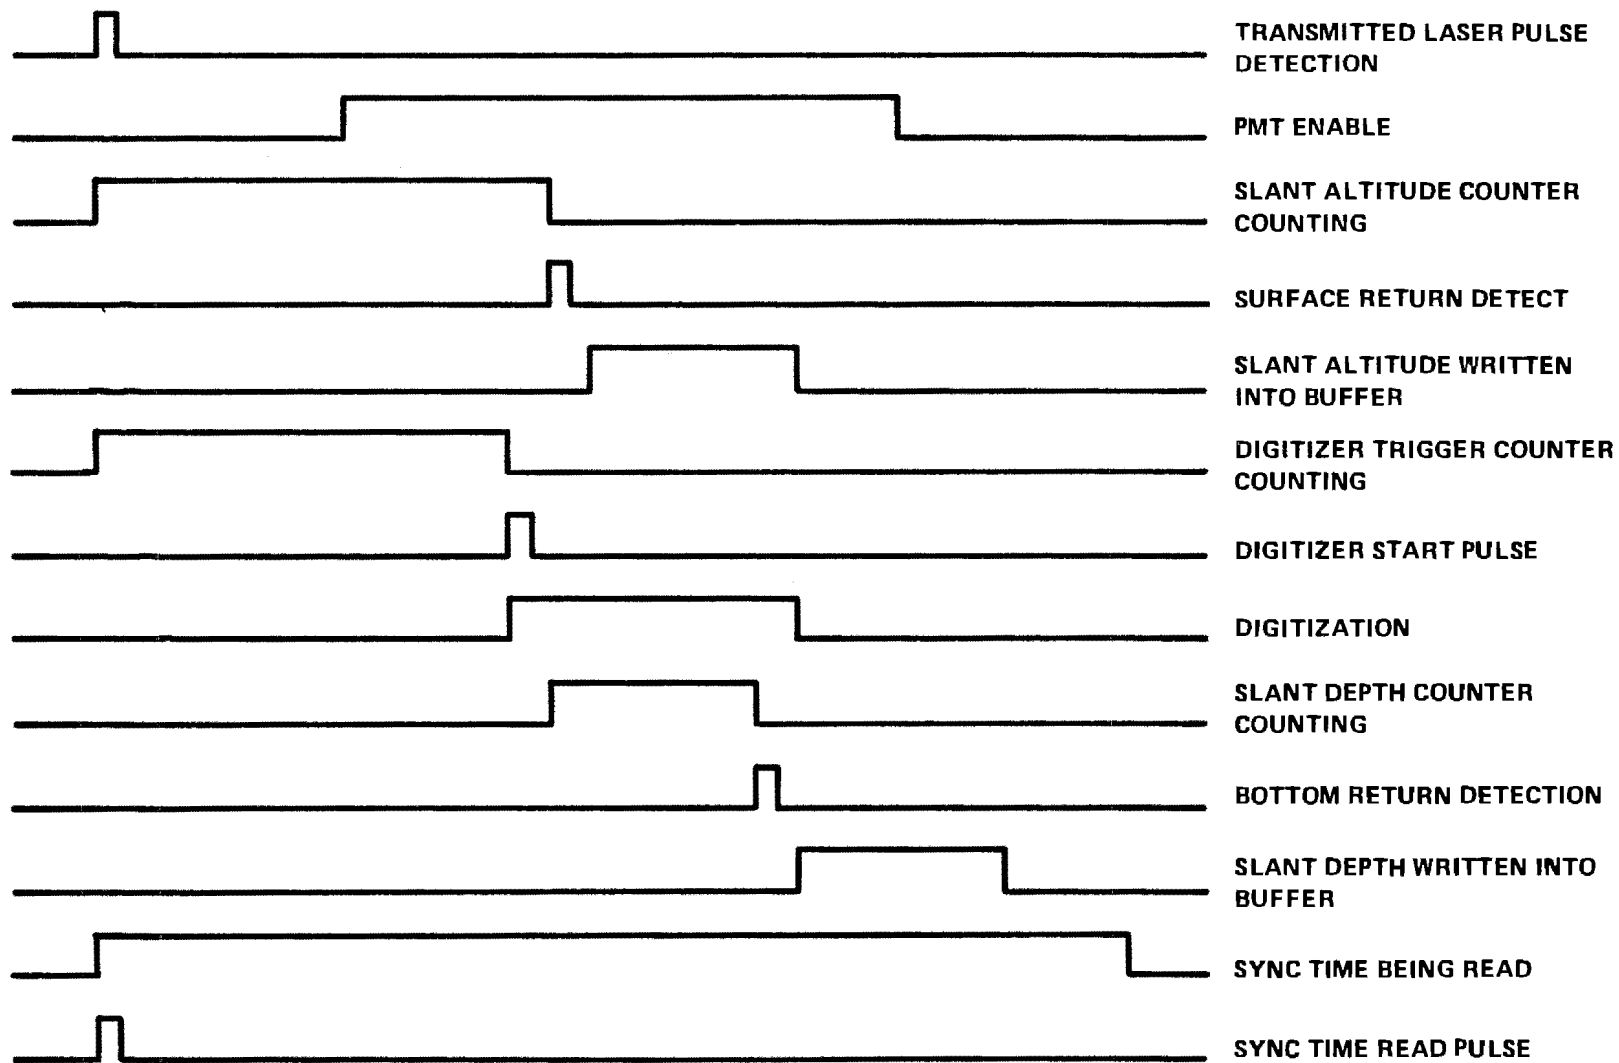 TRANSMITTED LASER PULSE
DETECTION
PMT ENABLE
SLANT ALTITUDE COUNTER
COUNTING
SURFACE RETURN DETECT
SLANT ALTITUDE WRITTEN
INTO BUFFER
DIGITIZER TRIGGER COUNTER
COUNTING
DIGITIZER START PULSE
DIGITIZATION
SLANT DEPTH COUNTER
COUNTING
BOTTOM RETURN DETECTION
SLANT DEPTH WRITTEN INTO
BUFFER
SYNC TIME BEING READ
SYNC TIME READ PULSE